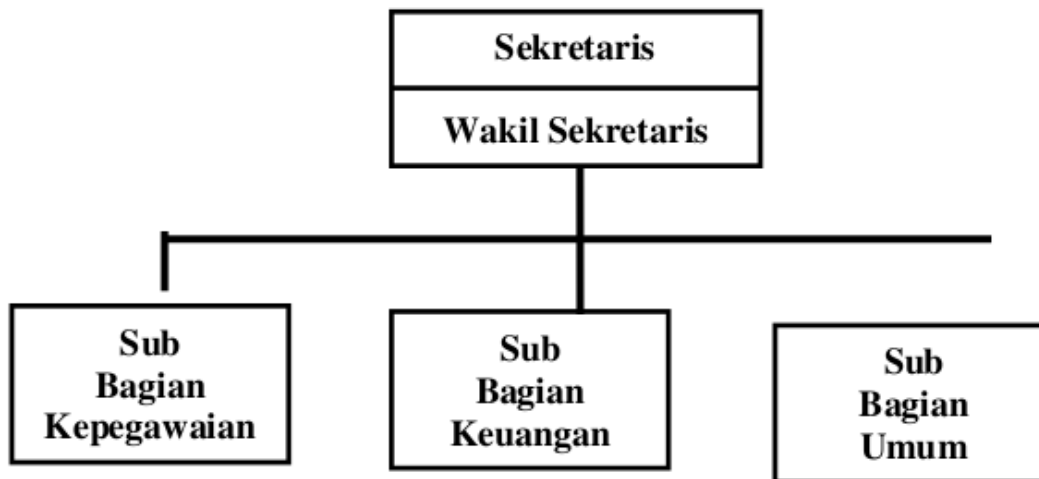 Sekretaris
Wakil Sekretaris
Sub
Bagian
Kepegawaian
Sub
Bagian
Keuangan
Sub
Bagian
Umum